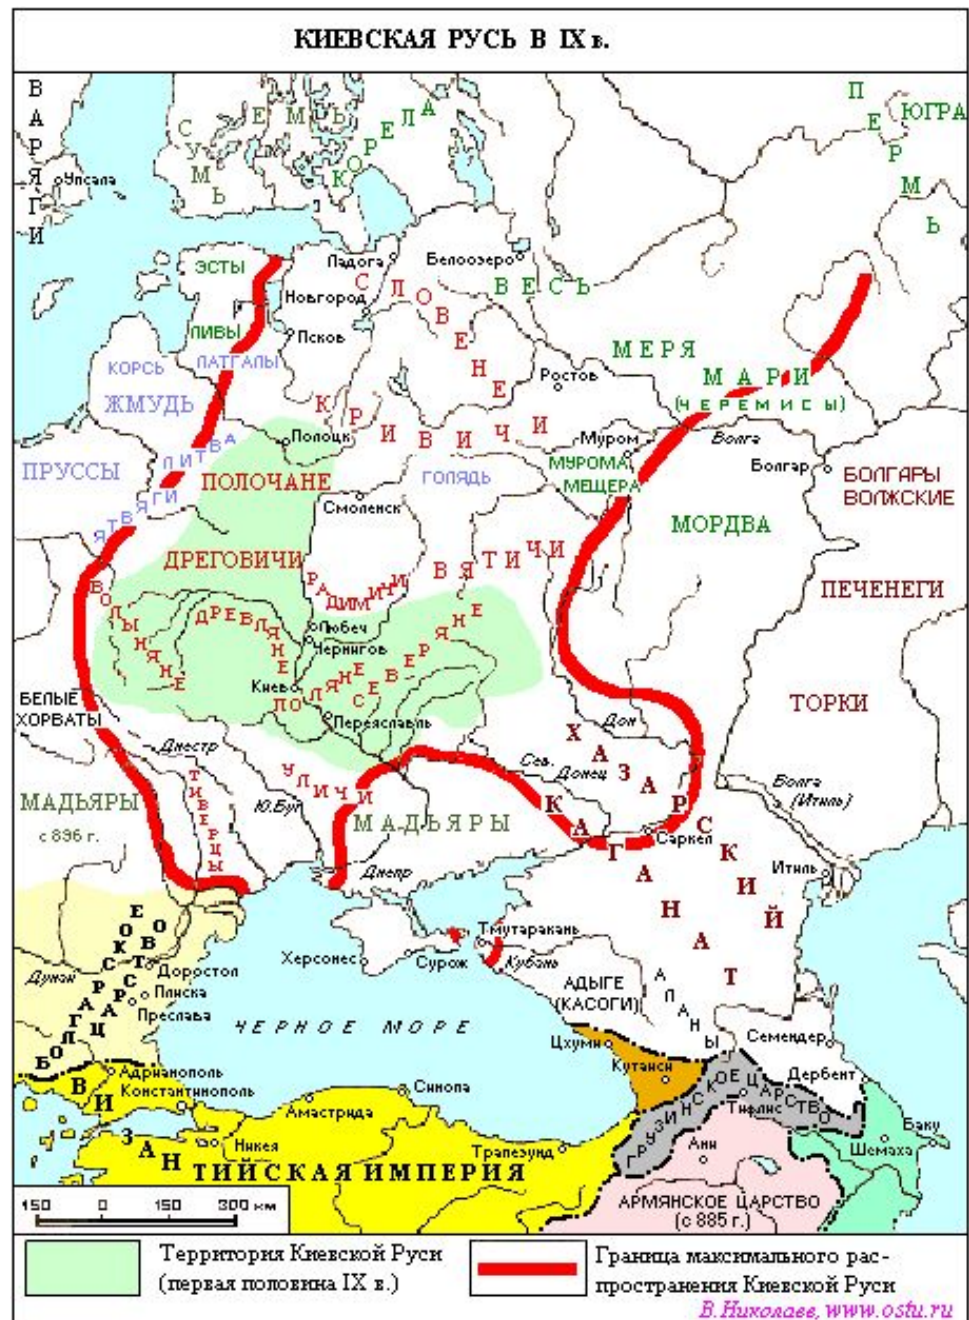 КИЕВСКАЯ РУСЬ В IX в.
ВАРЯГИ
Упсала
СУМЬ
ЕМЬ
КОРЕЛА
ПЕРМЬ
ЮГРА
ЭСТЫ
Ладога
Белоозеро
СЛОВЕНЕ
ВЕСЬ
Новгород
ЛИВЫ
Псков
КОРСЬ
ЛАТГАЛЫ
МЕРЯ
МАРИ
(ЧЕРЕМИСЫ)
Ростов
ЖМУДЬ
КРИВИЧИ
Полоцк
Муром
Волга
ЛИТВА
ПРУССЫ
ПОЛОЧАНЕ
ГОЛЯДЬ
МУРОМА
МЕЩЕРА
Болгар
БОЛГАРЫ
ВОЛЖСКИЕ
ЯТВЯГИ
Смоленск
МОРДВА
ДРЕГОВИЧИ
РАДИМИЧИ
ВЯТИЧИ
ПЕЧЕНЕГИ
ВОЛЫНЯНЕ
ДРЕВЛЯНЕ
Любеч
Чернигов
СЕВЕРЯНЕ
Киев
ПОЛЯНЕ
Переяславль
БЕЛЫЕ
ХОРВАТЫ
ТОРКИ
Дон
Днестр
ХАЗАРСКИЙ
Сев.
Донец
УЛИЧИ
ТИВЕРЦЫ
Ю.Буг
Волга
(Итиль)
МАДЬЯРЫ
с 896 г.
МАДЬЯРЫ
КАГАНАТ
Саркел
Итиль
Днепр
Тмутаракань
Херсонес
Сурож
Кубань
Дунай
Доростол
Плиска
Преслава
БОЛГАРСКОЕ
ЦАРСТВО
АДЫГЕ
(КАСОГИ)
АЛАНЫ
ЧЕРНОЕ МОРЕ
Семендер
Цхуми
Кутаиси
Дербент
Адрианополь
Константинополь
Синопа
Амастрида
ГРУЗИНСКОЕ ЦАРСТВО
Тифлис
Баку
Шемаха
Никея
Трапезунд
Ани
ВИЗАНТИЙСКАЯ ИМПЕРИЯ
АРМЯНСКОЕ ЦАРСТВО
(с 885 г.)
150 0 150 300 км
Территория Киевской Руси
(первая половина IX в.)
Граница максимального рас-
пространения Киевской Руси
В.Николаев, www.ostu.ru